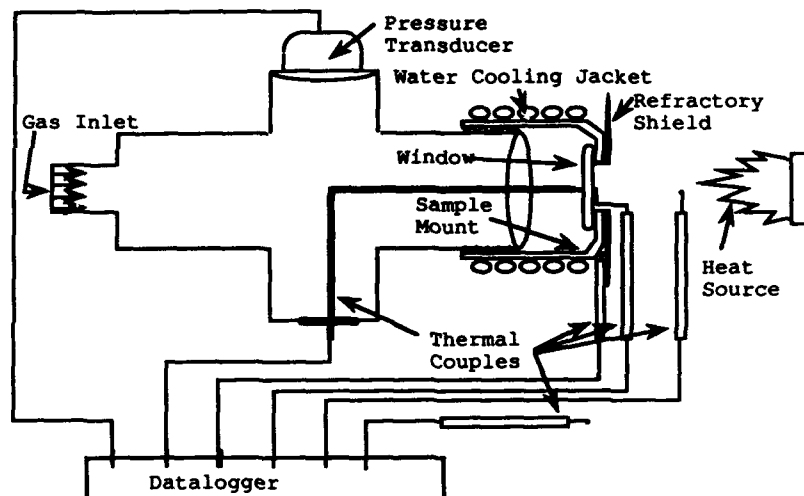 Pressure
Transducer
Water Cooling Jacket
Refractory
Shield
Gas Inlet
Window
Sample
Mount
Heat
Source
Thermal
Couples
Datalogger